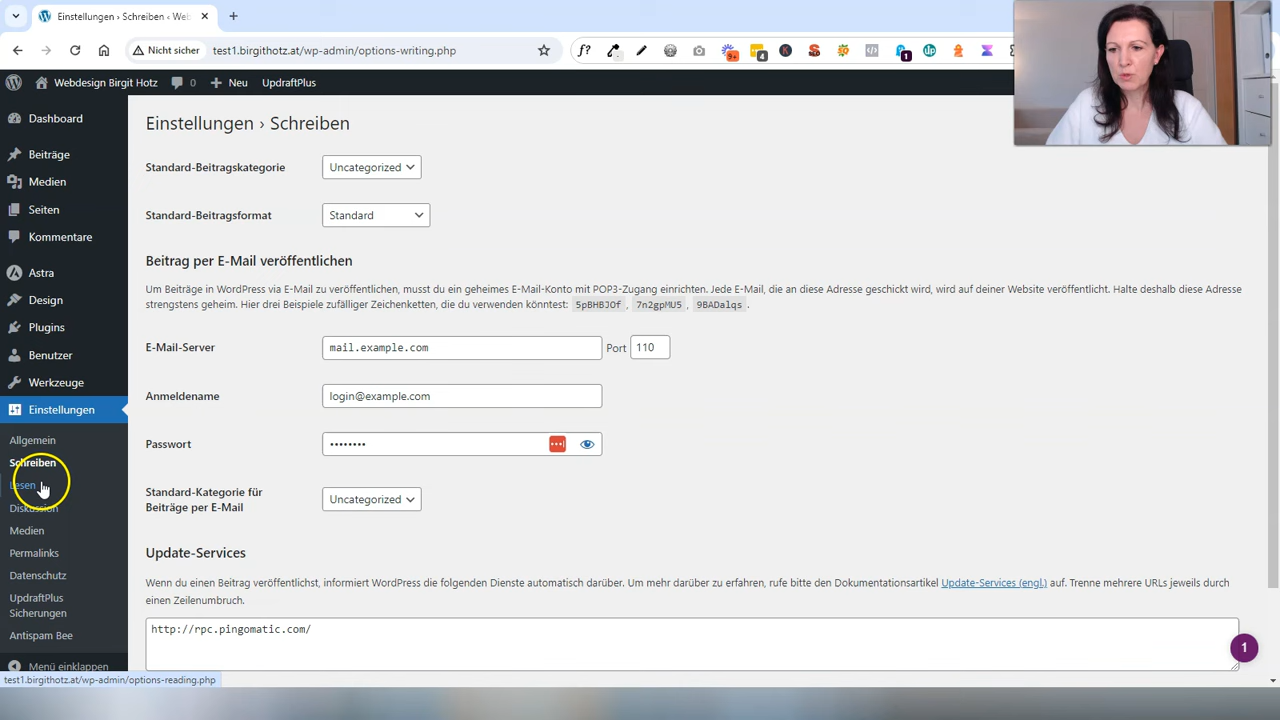 Einstellungen › Schreiben ‹ Web
Nicht sicher
test1.birgithotz.at/wp-admin/options-writing.php
f?
9+
4
1
Webdesign Birgit Hotz
0
Neu
UpdraftPlus
Dashboard
Beiträge
Medien
Seiten
Kommentare
Astra
Design
Plugins
Benutzer
Werkzeuge
Einstellungen
Allgemein
Schreiben
Lesen
Diskussion
Medien
Permalinks
Datenschutz
UpdraftPlus
Sicherungen
Antispam Bee
Menü einklappen
Einstellungen › Schreiben
Standard-Beitragskategorie
Uncategorized
Standard-Beitragsformat
Standard
Beitrag per E-Mail veröffentlichen
Um Beiträge in WordPress via E-Mail zu veröffentlichen, musst du ein geheimes E-Mail-Konto mit POP3-Zugang einrichten. Jede E-Mail, die an diese Adresse geschickt wird, wird auf deiner Website veröffentlicht. Halte deshalb diese Adresse
strengstens geheim. Hier drei Beispiele zufälliger Zeichenketten, die du verwenden könntest: 5pBHBJOf, 7n2gpMU5, 9BADalqs.
E-Mail-Server
mail.example.com
Port
110
Anmeldename
login@example.com
Passwort
••••••••
Standard-Kategorie für
Beiträge per E-Mail
Uncategorized
Update-Services
Wenn du einen Beitrag veröffentlichst, informiert WordPress die folgenden Dienste automatisch darüber. Um mehr darüber zu erfahren, rufe bitte den Dokumentationsartikel Update-Services (engl.) auf. Trenne mehrere URLs jeweils durch
einen Zeilenumbruch.
http://rpc.pingomatic.com/
1
test1.birgithotz.at/wp-admin/options-reading.php